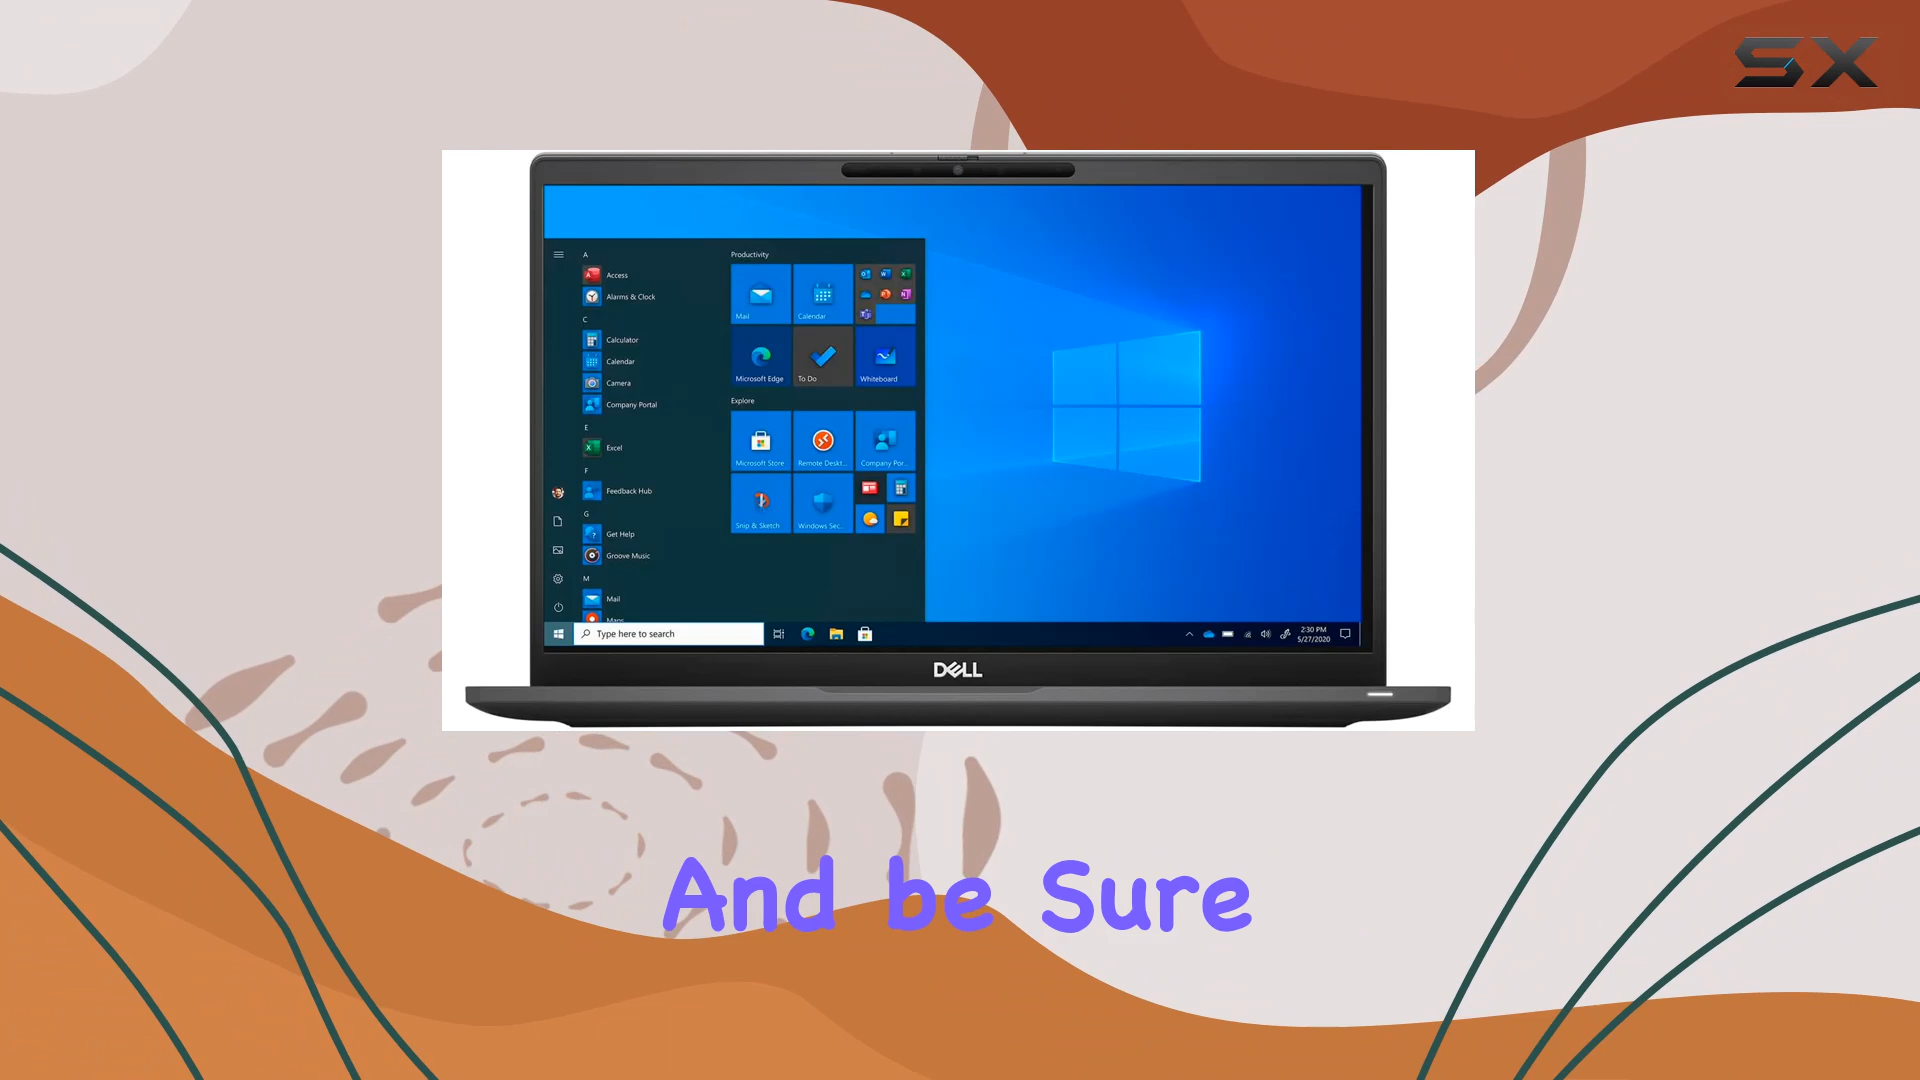 SX
A
Access
Alarms & Clock
C
Calculator
Calendar
Camera
Company Portal
E
Excel
F
Feedback Hub
G
Get Help
Groove Music
M
Mail
Maps
Productivity
Mail
Calendar
Microsoft Edge
To Do
Whiteboard
Explore
Microsoft Store
Remote Deskt...
Company Por...
Snip & Sketch
Windows Sec...
Type here to search
2:30 PM
5/27/2020
DELL
And be Sure